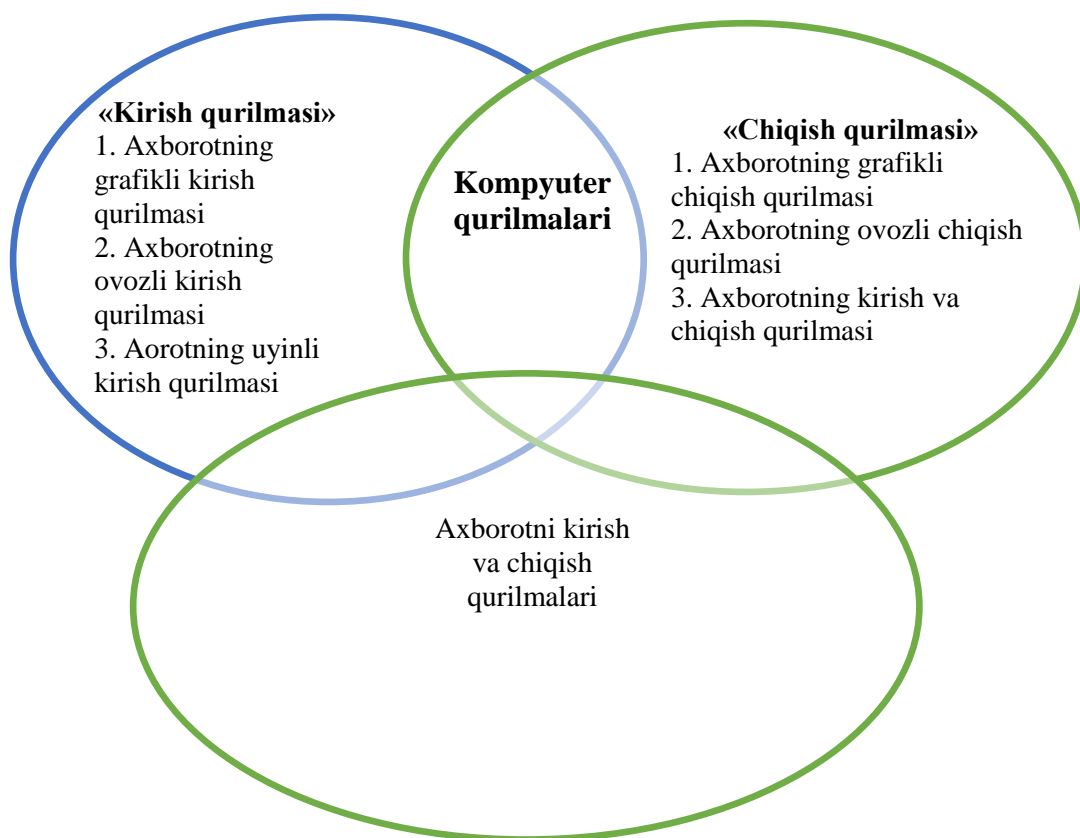 «Kirish qurilmasi»
1. Axborotning
grafikli kirish
qurilmasi
2. Axborotning
ovozli kirish
qurilmasi
3. Aorotning uyinli
kirish qurilmasi
Kompyuter
qurilmalari
«Chiqish qurilmasi»
1. Axborotning grafikli
chiqish qurilmasi
2. Axborotning ovozli chiqish
qurilmasi
3. Axborotning kirish va
chiqish qurilmasi
Axborotni kirish
va chiqish
qurilmalari